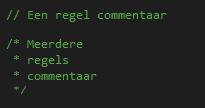 // Een regel commentaar
/* Meerdere
 * regels
 * commentaar
 */